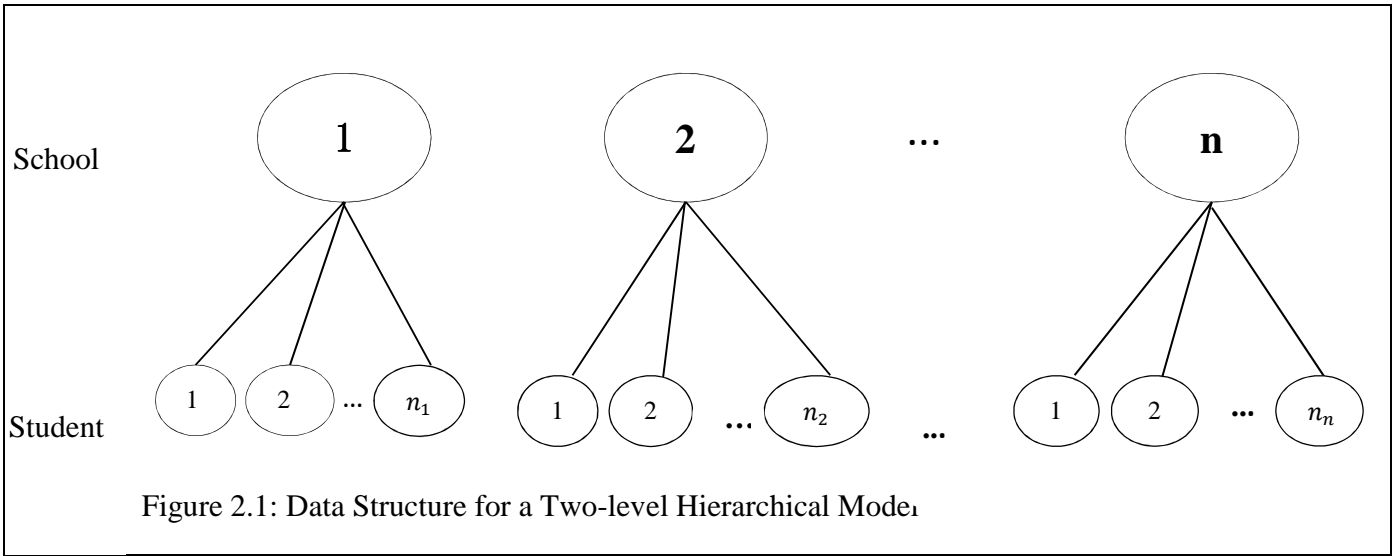 School 1 2 ... n
Student 1 2 ... n₁ 1 2 ... n₂ ... 1 2 ... nₙ
Figure 2.1: Data Structure for a Two-level Hierarchical Model